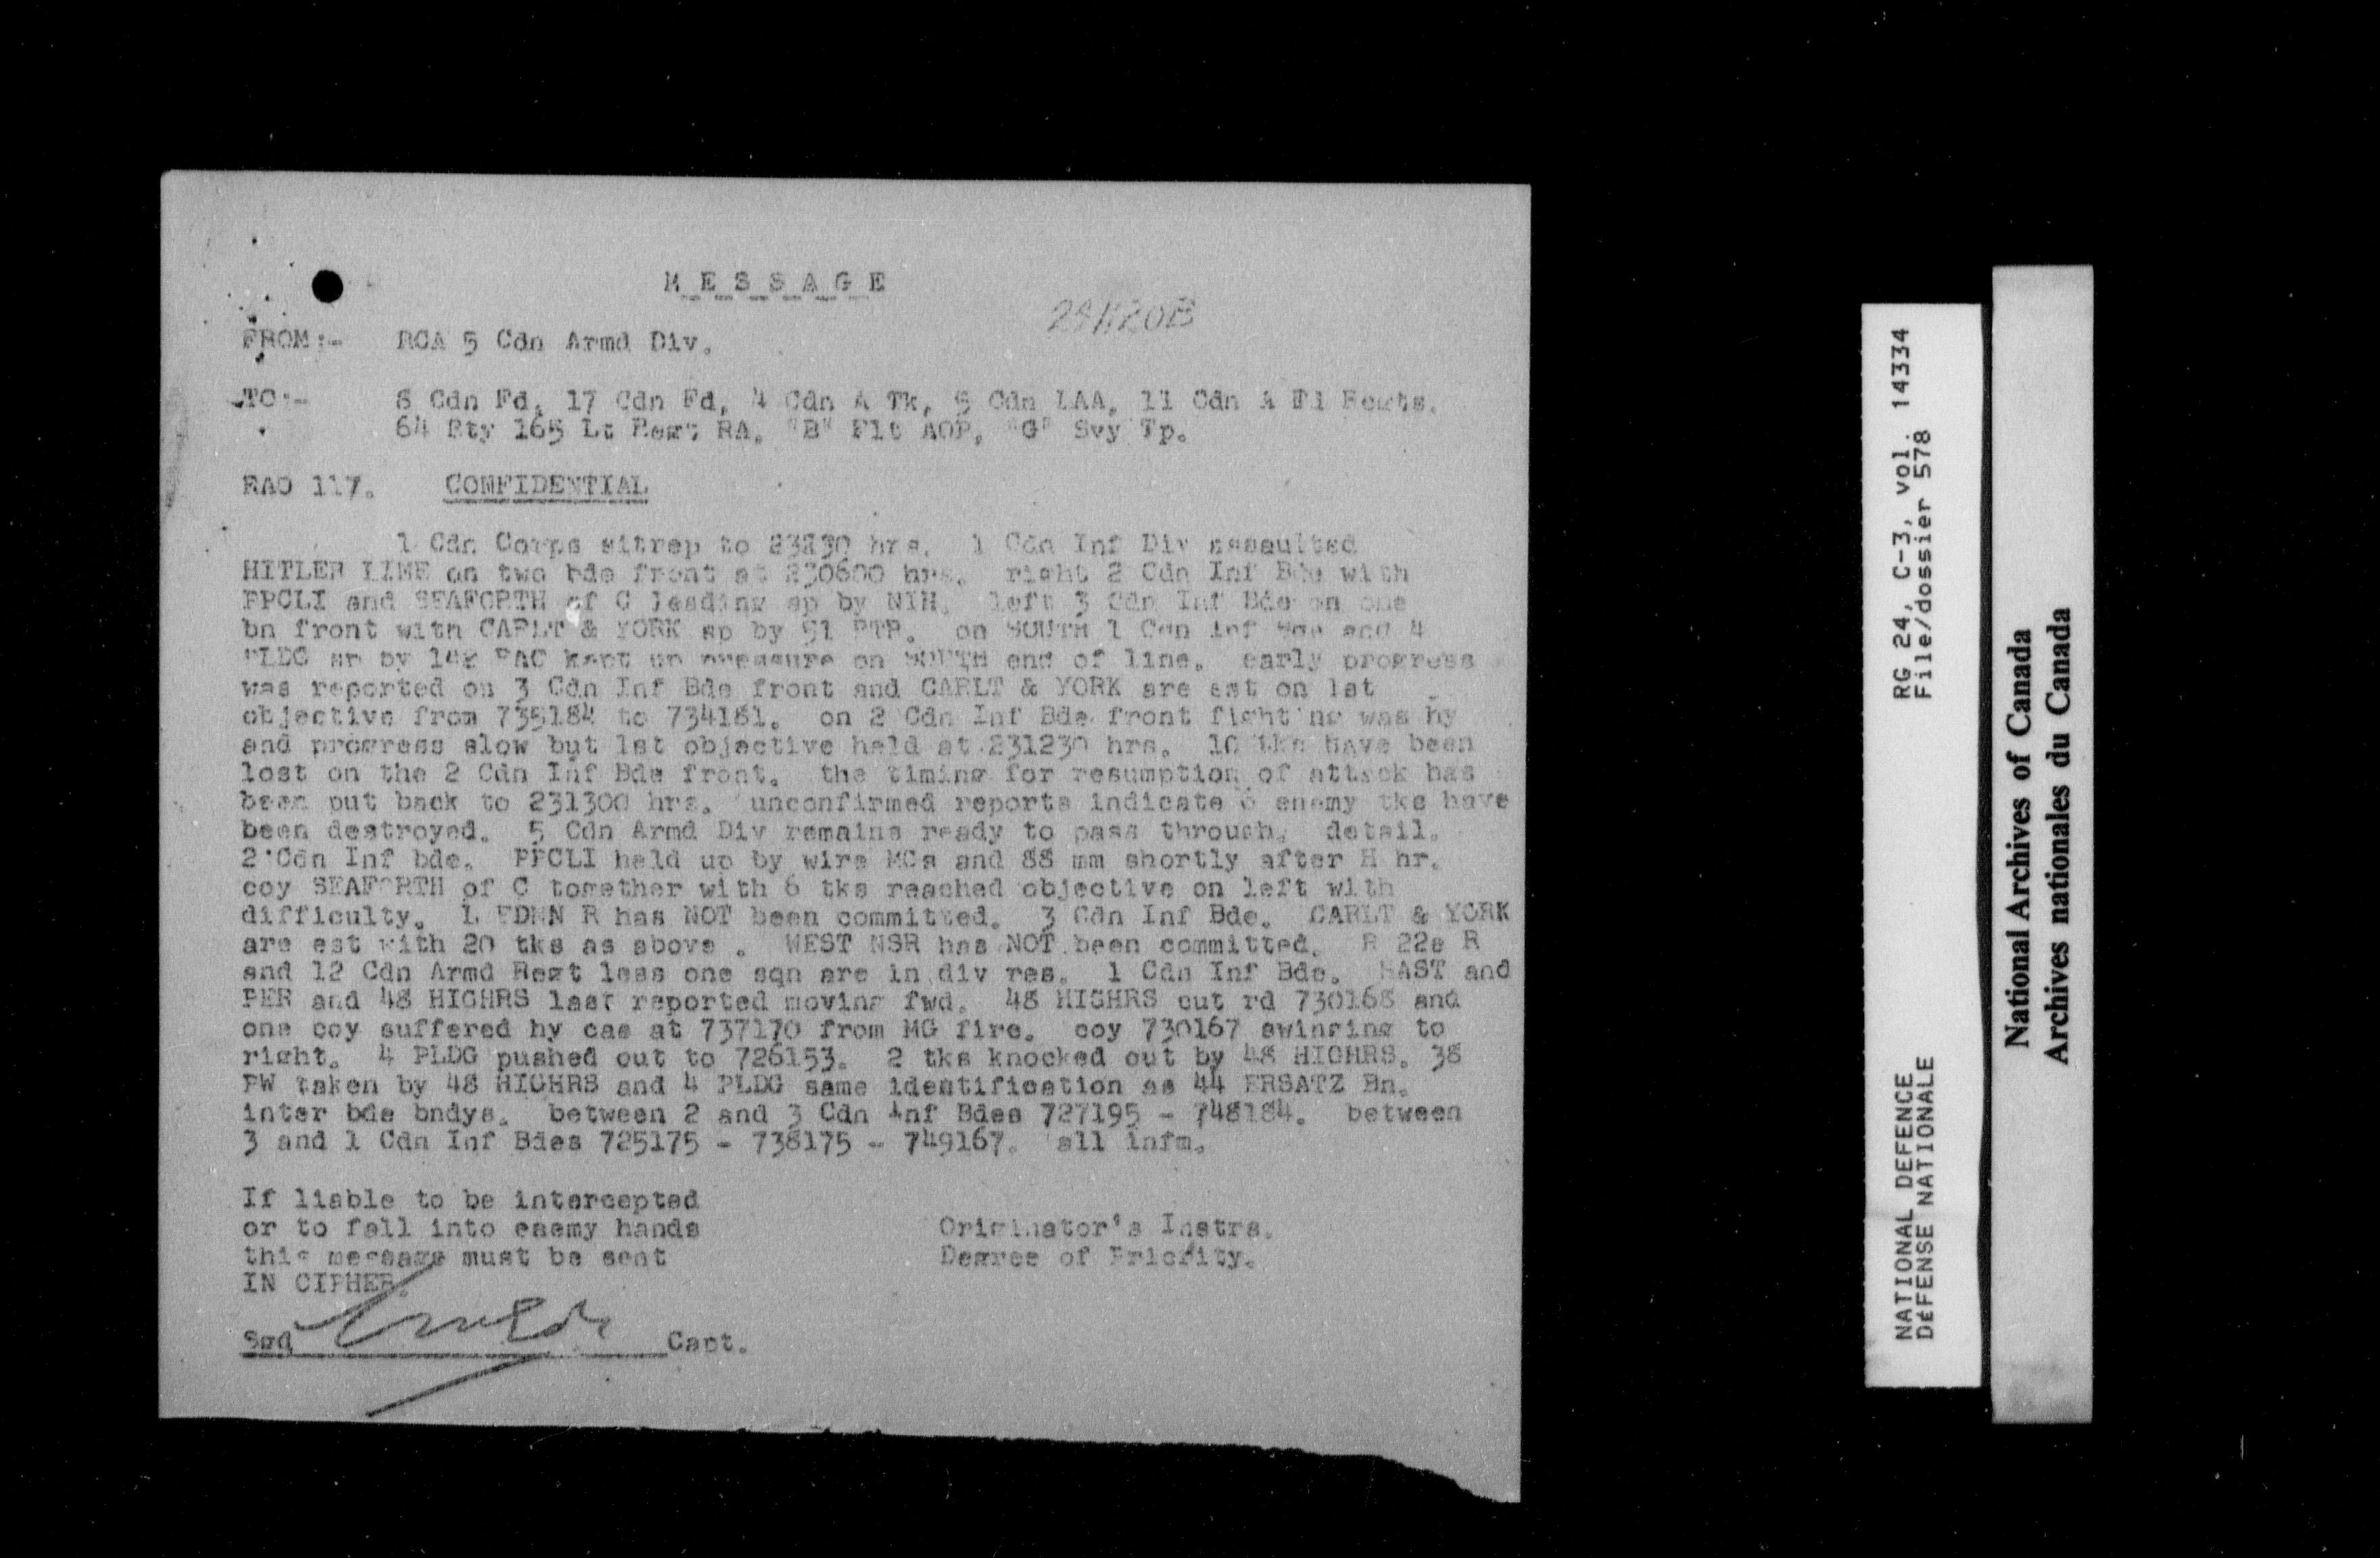 MESSAGE
FROM:- RCA 5 Cdn Armd Div.
TO:- 8 Cdn Fd, 17 Cdn Fd, 4 Cdn A Tk, 5 Cdn LAA, 11 Cdn A Fd Regts.
64 Bty 165 Lt Regt RA. "B" Flt AOP, "G" Svy Tp.
RAO 117. CONFIDENTIAL
1 Cdn Corps sitrep to hrs. 1 Cdn Inf Div assaulted
HITLER LINE on two bde front at 230600 hrs. right 2 Cdn Inf Bde with
PPCLI and SEAFORTH of C leading sp by NIH. left 3 Cdn Inf Bde on one
bn front with CARLT & YORK sp by 51 RTR. on SOUTH 1 Cdn Inf Bde and 4
PLDG sp by RAC kept up pressure on SOUTH end of line. early progress
was reported on 3 Cdn Inf Bde front and CARLT & YORK are est on 1st
objective from 735184 to 734181. on 2 Cdn Inf Bde front fighting was hy
and progress slow but 1st objective held at 231230 hrs. 10 tks have been
lost on the 2 Cdn Inf Bde front. the timing for resumption of attack has
been put back to 231300 hrs. unconfirmed reports indicate 6 enemy tks have
been destroyed. 5 Cdn Armd Div remains ready to pass through. detail.
2 Cdn Inf bde. PPCLI held up by wire MGs and 88 mm shortly after H hr.
coy SEAFORTH of C together with 6 tks reached objective on left with
difficulty. L EDMN R has NOT been committed. 3 Cdn Inf Bde. CARLT & YORK
are est with 20 tks as above . WEST NSR has NOT been committed. R 22e R
and 12 Cdn Armd Regt less one sqn are in div res. 1 Cdn Inf Bde. HAST and
PER and 48 HIGHRS last reported moving fwd. 48 HIGHRS cut rd 730168 and
one coy suffered hy cas at 737170 from MG fire. coy 730167 swinging to
right. 4 PLDG pushed out to 726153. 2 tks knocked out by 48 HIGHRS. 38
PW taken by 48 HIGHRS and 4 PLDG same identification as 44 ERSATZ Bn.
inter bde bndys. between 2 and 3 Cdn Inf Bdes 727195 - 748184. between
3 and 1 Cdn Inf Bdes 725175 - 738175 - 749167. all infm.
If liable to be intercepted
or to fall into enemy hands
this message must be sent
IN CIPHER.
Originator's Instrs.
Degree of Priority.
Sgd Capt.
RG 24, C-3, vol. 14334
File/dossier 578
NATIONAL DEFENCE
DéFENSE NATIONALE
National Archives of Canada
Archives nationales du Canada